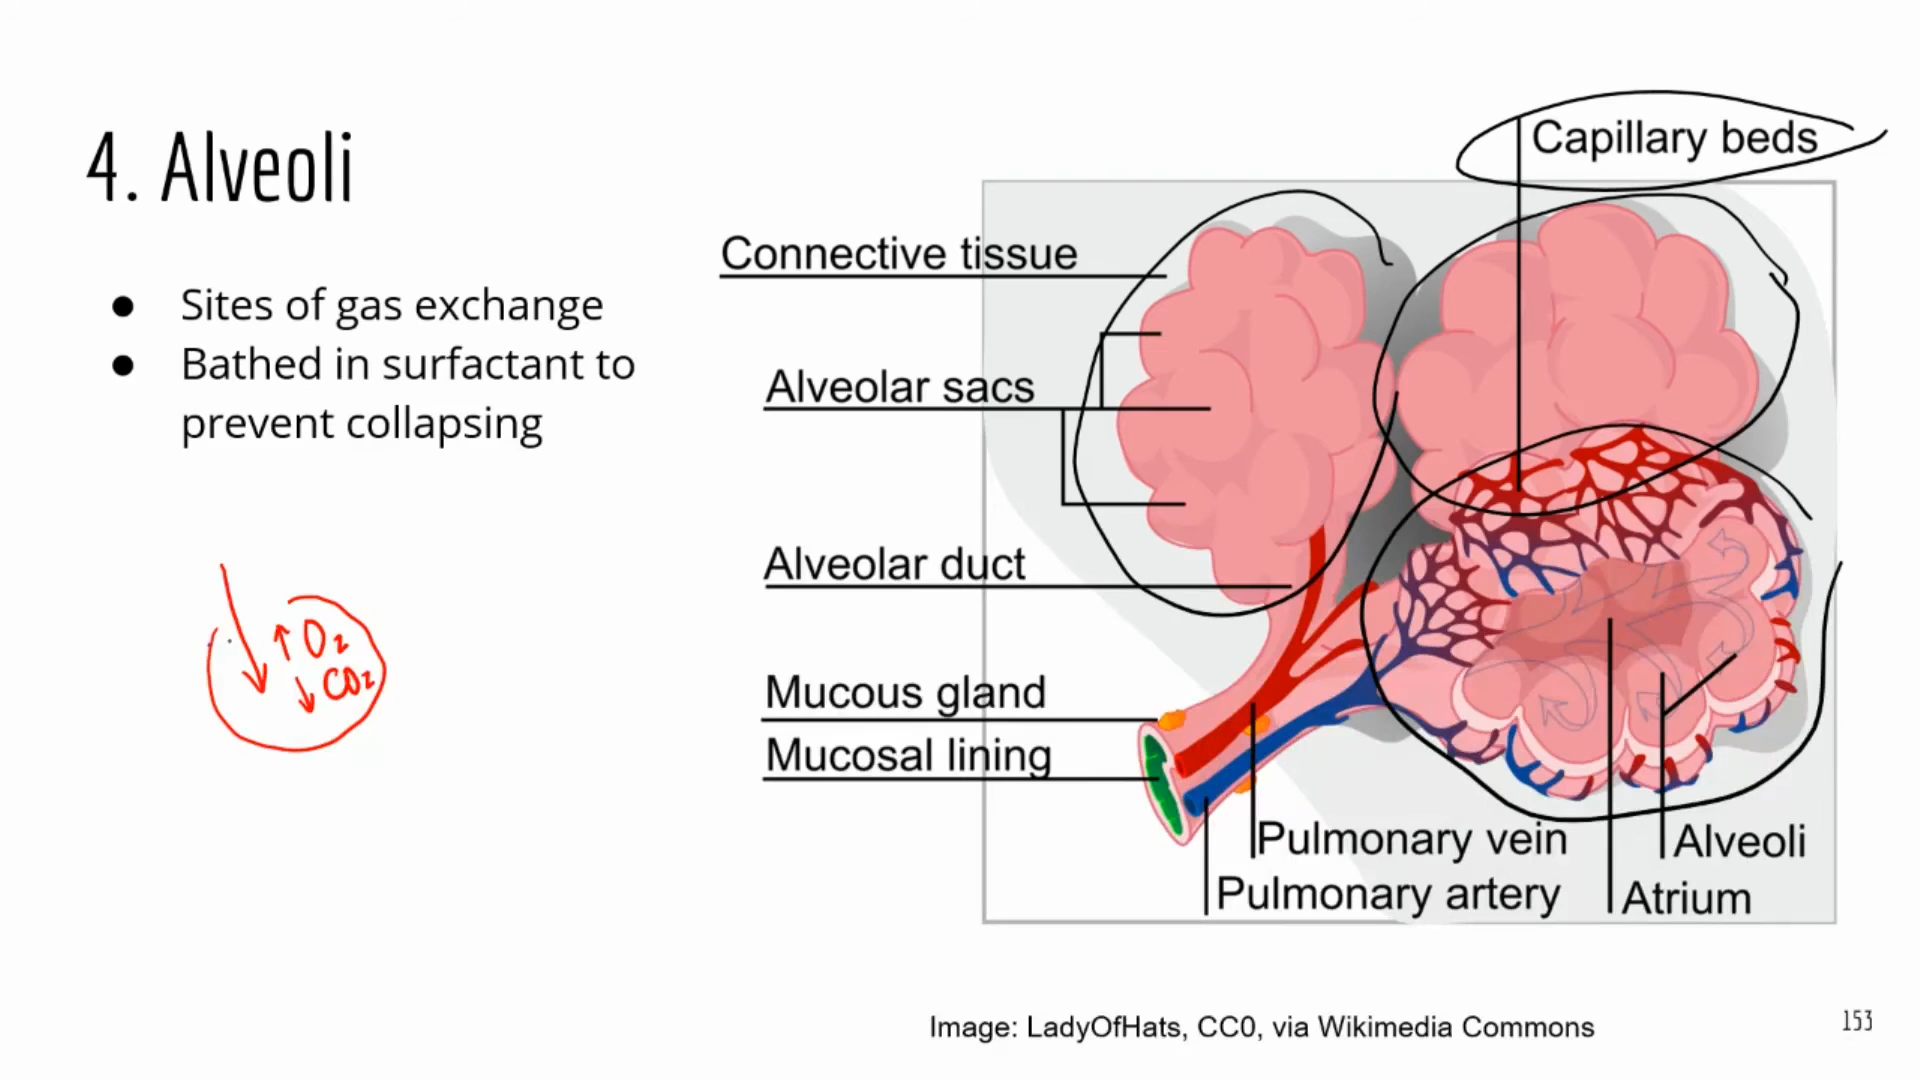 4. Alveoli
● Sites of gas exchange
● Bathed in surfactant to
prevent collapsing
↑ O2
↓ CO2
Capillary beds
Connective tissue
Alveolar sacs
Alveolar duct
Mucous gland
Mucosal lining
Pulmonary vein
Pulmonary artery
Alveoli
Atrium
Image: LadyOfHats, CC0, via Wikimedia Commons
153